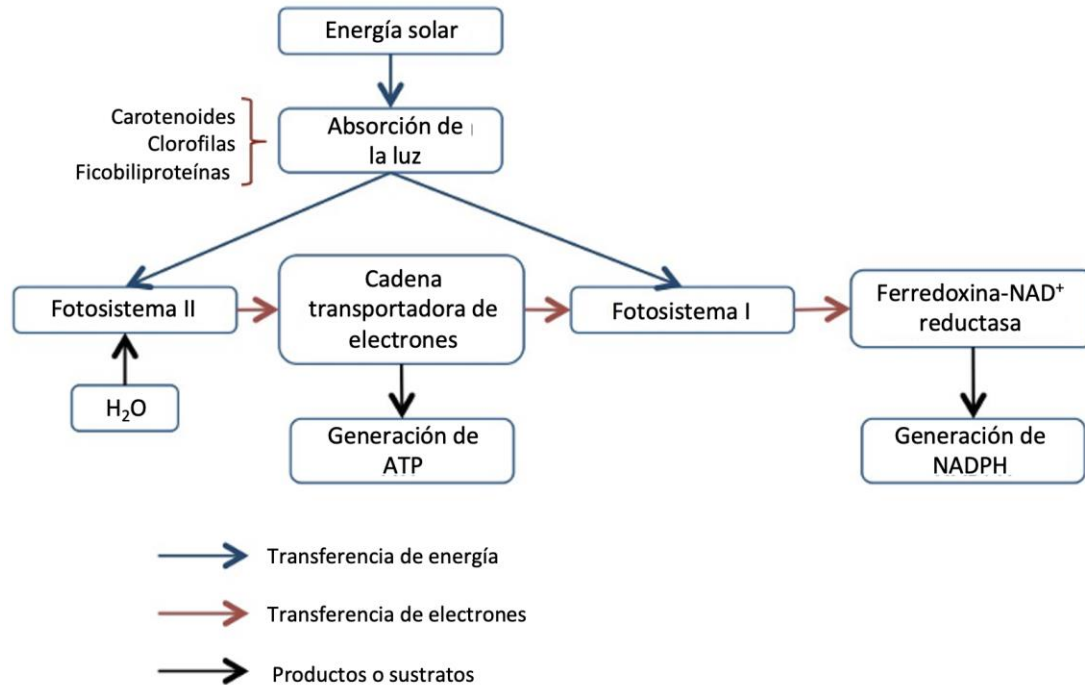 Energía solar
Carotenoides
Clorofilas
Ficobiliproteínas
Absorción de
la luz
Fotosistema II
Cadena
transportadora de
electrones
Fotosistema I
Ferredoxina-NAD⁺
reductasa
H₂O
Generación de
ATP
Generación de
NADPH
Transferencia de energía
Transferencia de electrones
Productos o sustratos